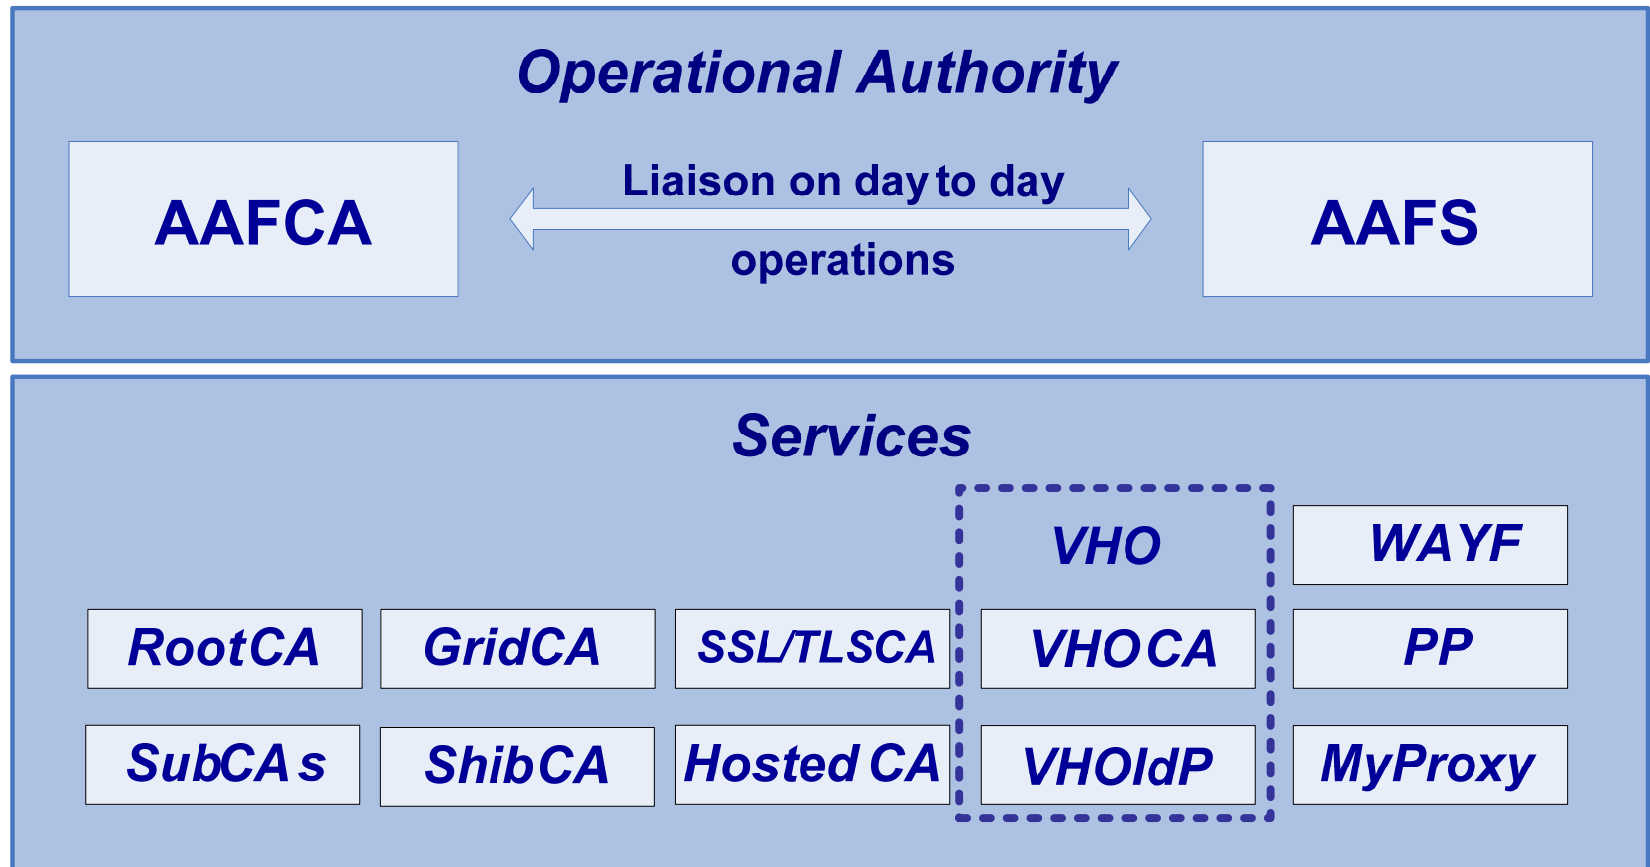 Operational Authority
AAFCA
Liaison on day to day
operations
AAFS
Services
VHO
WAYF
RootCA
GridCA
SSL/TLSCA
VHOCA
PP
SubCAs
ShibCA
Hosted CA
VHOIdP
MyProxy